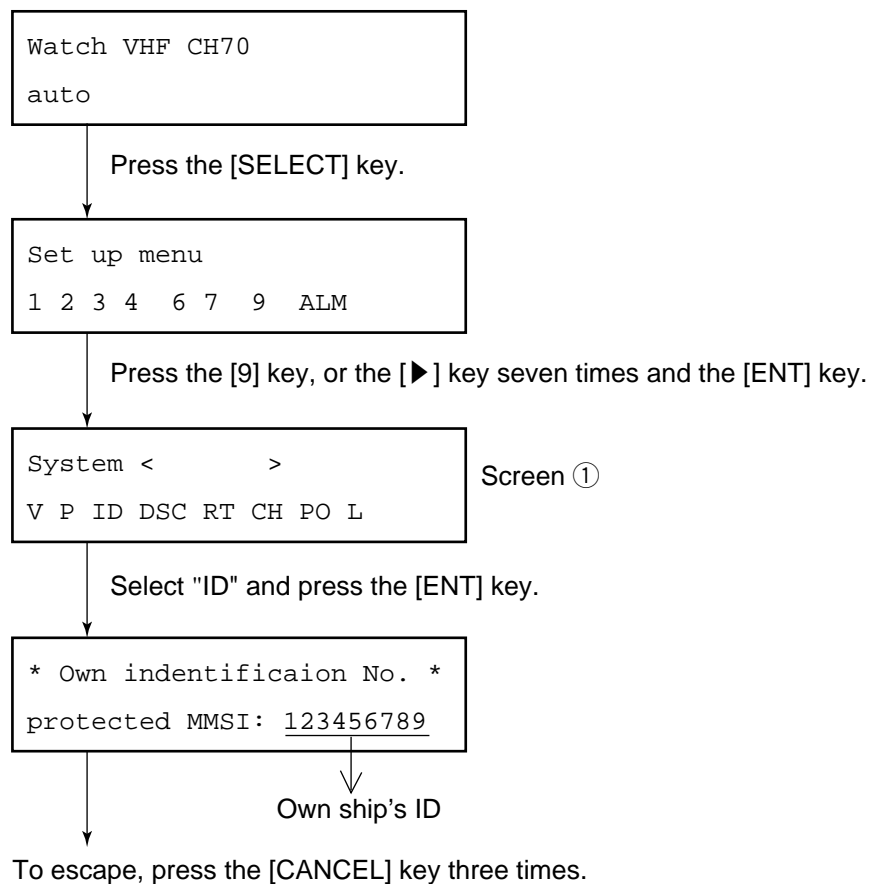 Watch VHF CH70
auto
Press the [SELECT] key.
Set up menu
1 2 3 4 6 7 9 ALM
Press the [9] key, or the [▶] key seven times and the [ENT] key.
System < >
Screen ①
V P ID DSC RT CH PO L
Select "ID" and press the [ENT] key.
* Own indentificaion No. *
protected MMSI: 123456789
Own ship's ID
To escape, press the [CANCEL] key three times.